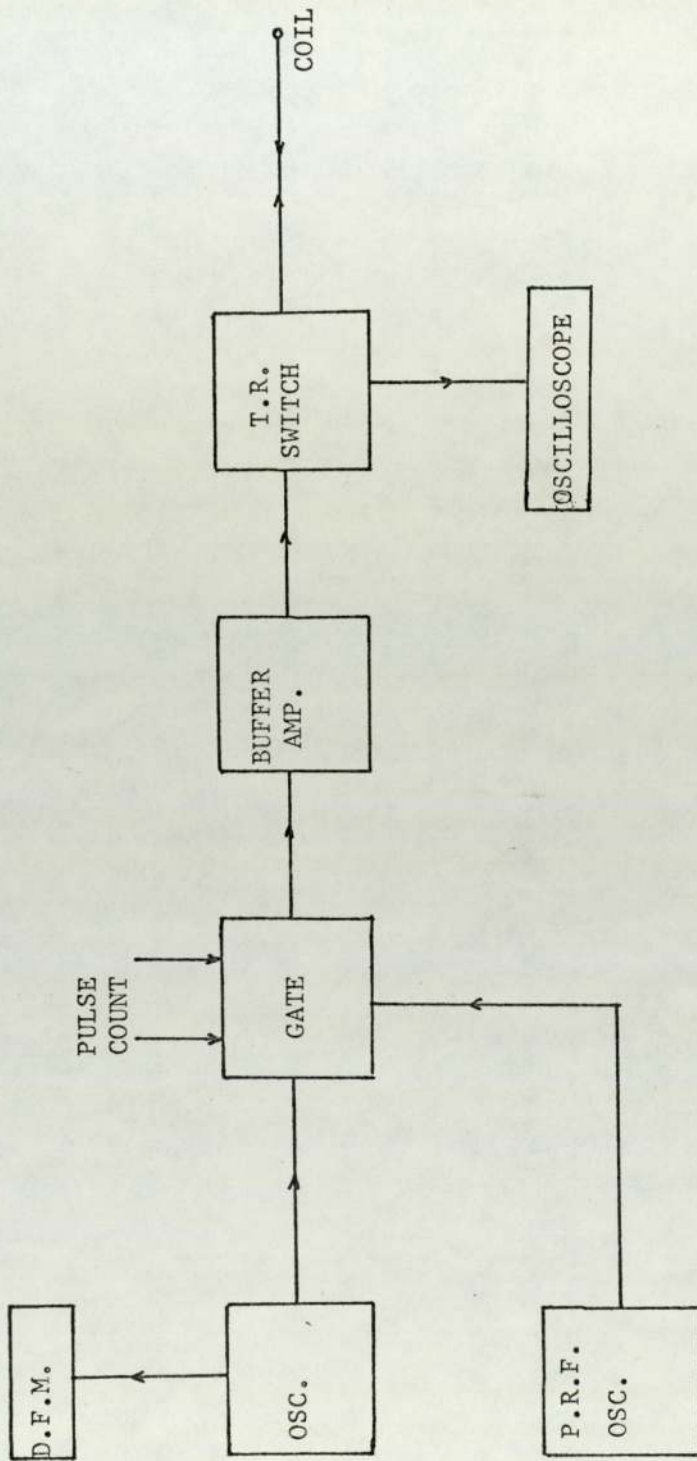 D.F.M.
OSC.
P.R.F.
OSC.
PULSE
COUNT
GATE
BUFFER
AMP.
T.R.
SWITCH
OSCILLOSCOPE
COIL